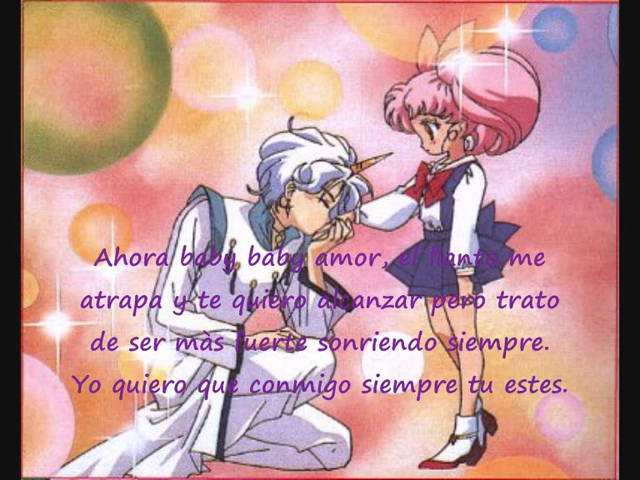 Ahora baby baby amor, el llanto me
atrapa y te quiero alcanzar pero trato
de ser màs fuerte sonriendo siempre.
Yo quiero que conmigo siempre tu estes.